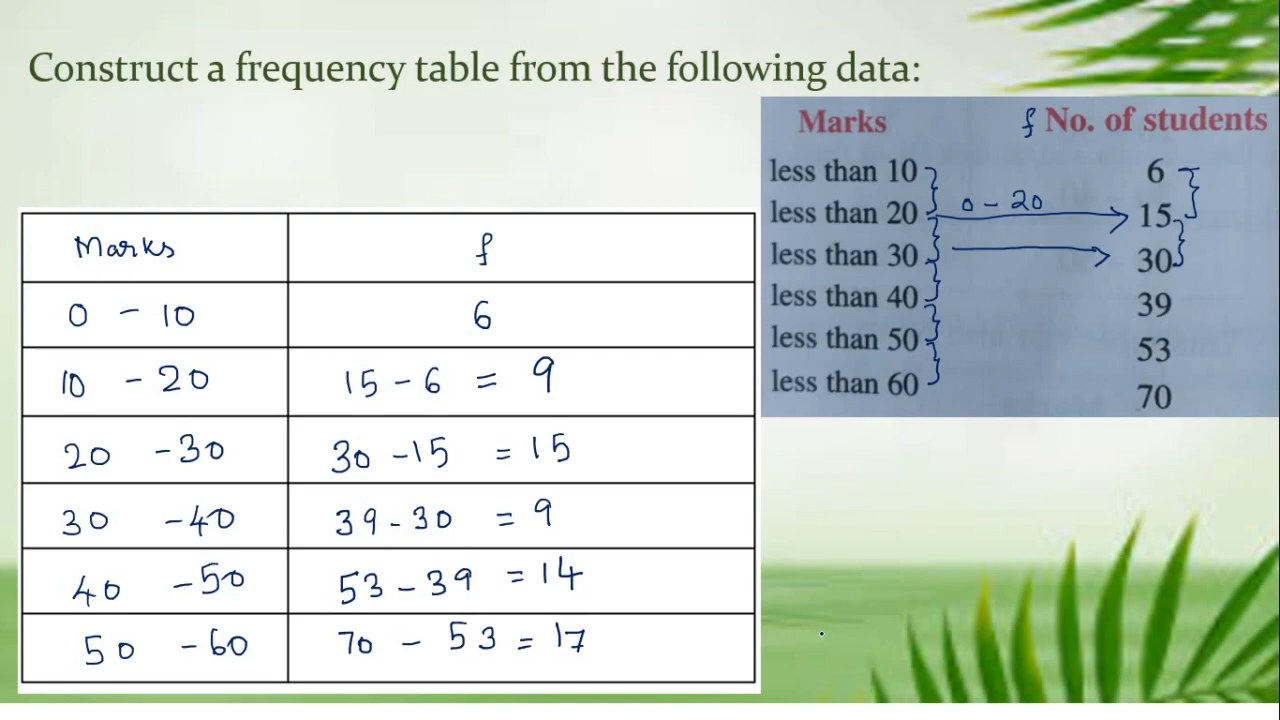 Construct a frequency table from the following data:
Marks f No. of students
less than 10 6
less than 20 0 - 20 15
less than 30 30
less than 40 39
less than 50 53
less than 60 70
Marks f
0 - 10 6
10 - 20 15 - 6 = 9
20 - 30 30 - 15 = 15
30 - 40 39 - 30 = 9
40 - 50 53 - 39 = 14
50 - 60 70 - 53 = 17